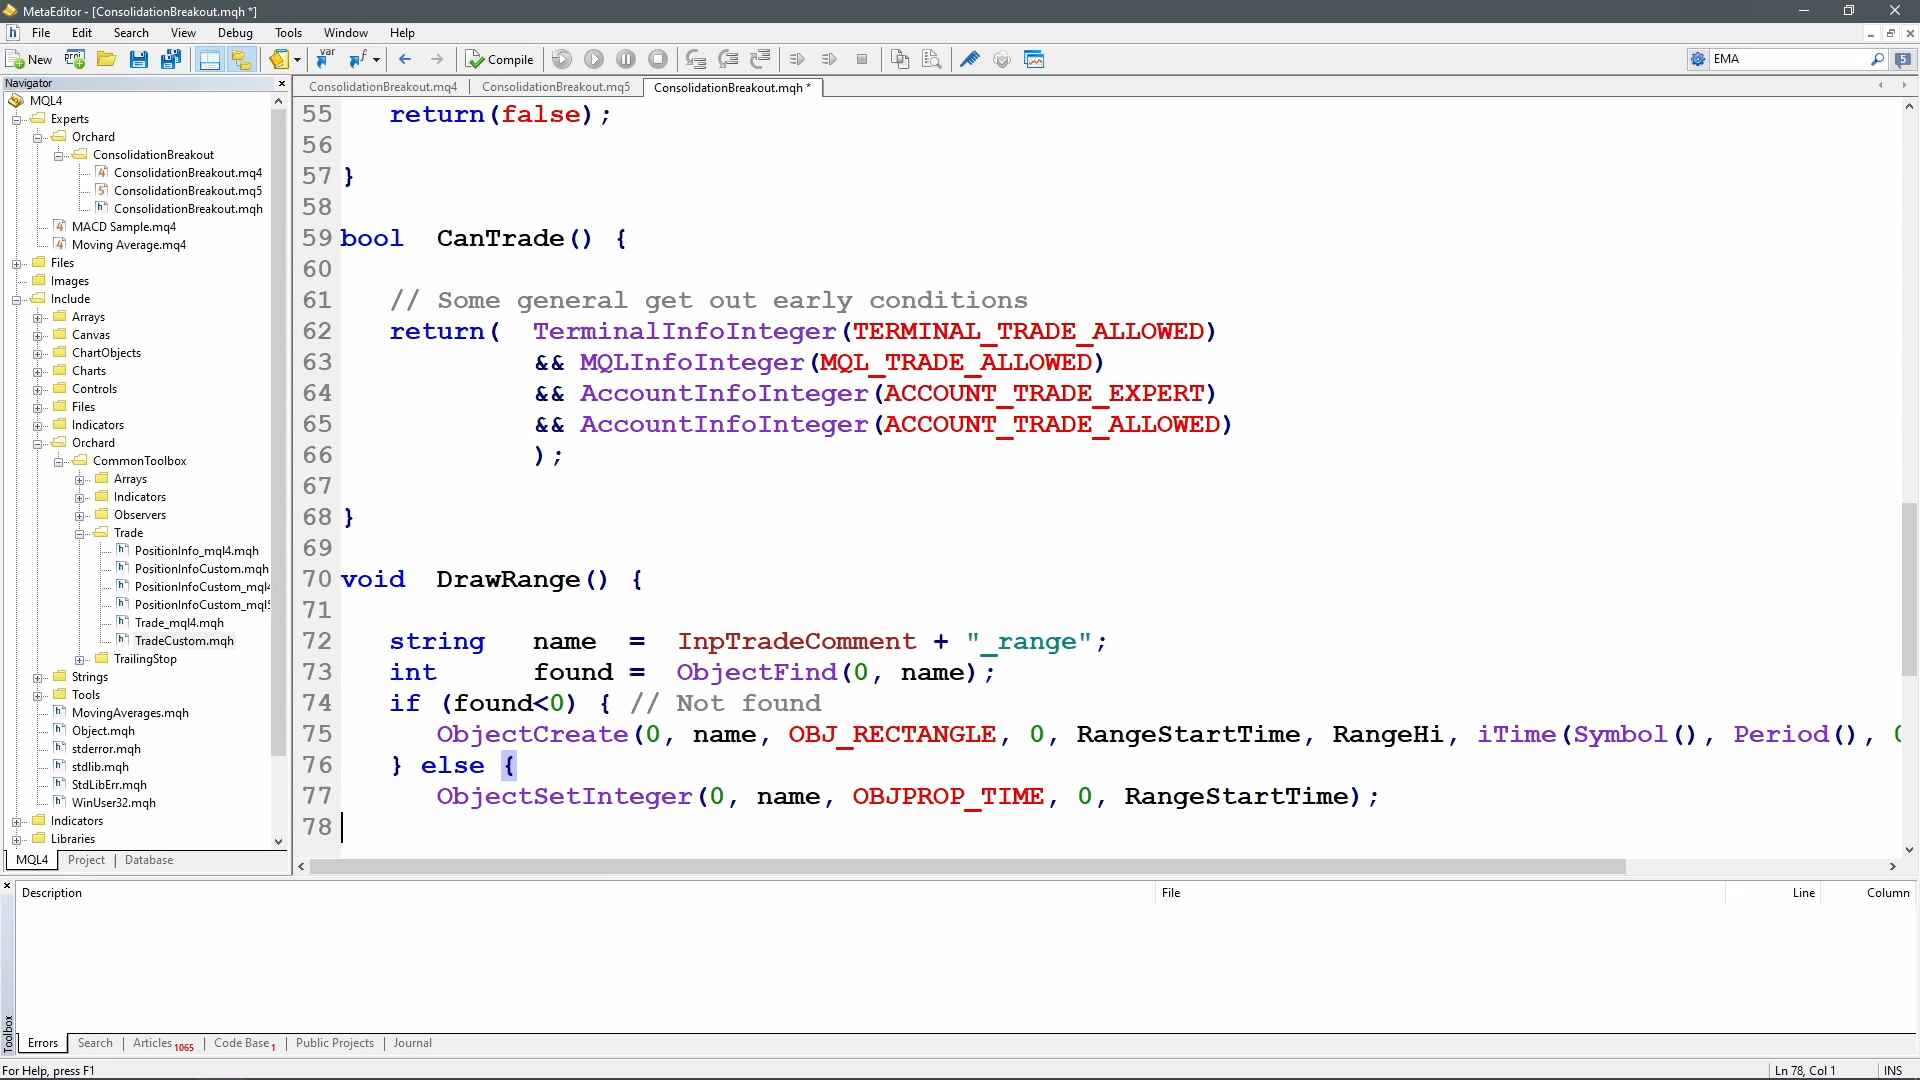 MetaEditor - [ConsolidationBreakout.mqh *]
File Edit Search View Debug Tools Window Help
New Compile EMA
Navigator
ConsolidationBreakout.mq4 ConsolidationBreakout.mq5 ConsolidationBreakout.mqh *
MQL4
Experts
Orchard
ConsolidationBreakout
ConsolidationBreakout.mq4
ConsolidationBreakout.mq5
ConsolidationBreakout.mqh
MACD Sample.mq4
Moving Average.mq4
Files
Images
Include
Arrays
Canvas
ChartObjects
Charts
Controls
Files
Indicators
Orchard
CommonToolbox
Arrays
Indicators
Observers
Trade
PositionInfo_mql4.mqh
PositionInfoCustom.mqh
PositionInfoCustom_mql4
PositionInfoCustom_mql5
Trade_mql4.mqh
TradeCustom.mqh
TrailingStop
Strings
Tools
MovingAverages.mqh
Object.mqh
stderror.mqh
stdlib.mqh
StdLibErr.mqh
WinUser32.mqh
Indicators
Libraries
MQL4 Project Database
55 return(false);
56
57 }
58
59 bool CanTrade() {
60
61 // Some general get out early conditions
62 return( TerminalInfoInteger(TERMINAL_TRADE_ALLOWED)
63 && MQLInfoInteger(MQL_TRADE_ALLOWED)
64 && AccountInfoInteger(ACCOUNT_TRADE_EXPERT)
65 && AccountInfoInteger(ACCOUNT_TRADE_ALLOWED)
66 );
67
68 }
69
70 void DrawRange() {
71
72 string name = InpTradeComment + "_range";
73 int found = ObjectFind(0, name);
74 if (found<0) { // Not found
75 ObjectCreate(0, name, OBJ_RECTANGLE, 0, RangeStartTime, RangeHi, iTime(Symbol(), Period(), 0
76 } else {
77 ObjectSetInteger(0, name, OBJPROP_TIME, 0, RangeStartTime);
78
Description File Line Column
Toolbox
Errors Search Articles 1065 Code Base 1 Public Projects Journal
For Help, press F1 Ln 78, Col 1 INS